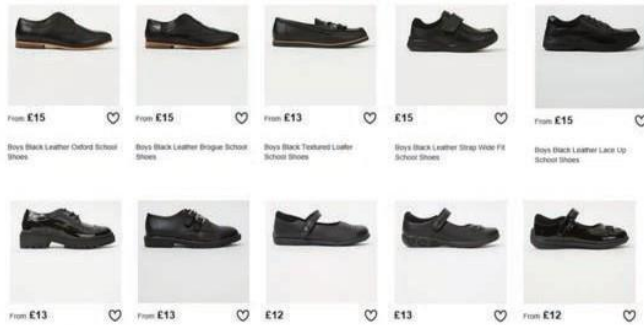 From £15
From £15
From £13
£15
From £15
Boys Black Leather Oxford School
Shoes
Boys Black Leather Brogue School
Shoes
Boys Black Textured Loafer
School Shoes
Boys Black Leather Strap Wide Fit
School Shoes
Boys Black Leather Lace Up
School Shoes
From £13
From £13
£12
£13
From £12